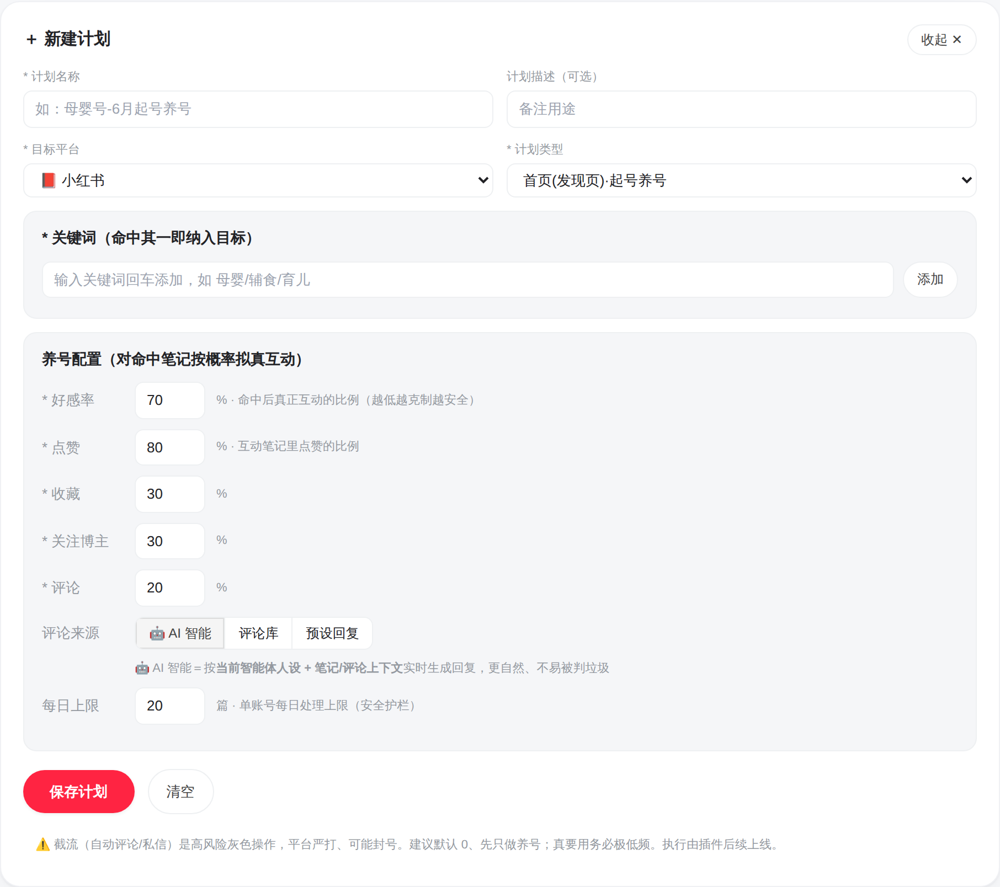 + 新建计划
收起 ✕
* 计划名称
计划描述（可选）
如：母婴号-6月起号养号
备注用途
* 目标平台
* 计划类型
📕 小红书
首页(发现页)·起号养号
* 关键词（命中其一即纳入目标）
输入关键词回车添加，如 母婴/辅食/育儿
添加
养号配置（对命中笔记按概率拟真互动）
* 好感率 70 % · 命中后真正互动的比例（越低越克制越安全）
* 点赞 80 % · 互动笔记里点赞的比例
* 收藏 30 %
* 关注博主 30 %
* 评论 20 %
评论来源 🤖 AI 智能 评论库 预设回复
🤖 AI 智能＝按当前智能体人设 + 笔记/评论上下文实时生成回复，更自然、不易被判垃圾
每日上限 20 篇 · 单账号每日处理上限（安全护栏）
保存计划 清空
⚠️ 截流（自动评论/私信）是高风险灰色操作，平台严打、可能封号。建议默认 0、先只做养号；真要用务必极低频。执行由插件后续上线。